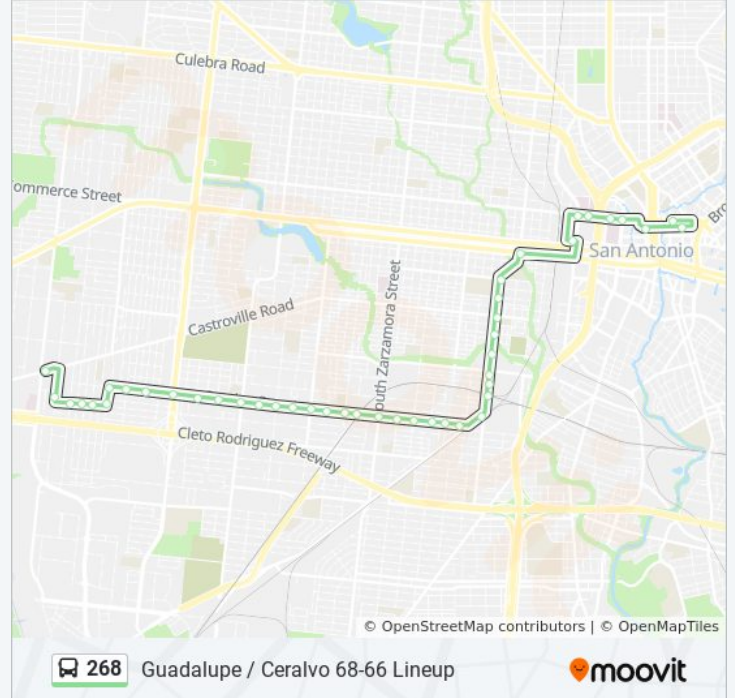 Culebra Road
ommerce Street
Bro
San Antonio
outh Zarzamora Street
Castroville Road
Cleto Rodriguez Freeway
© OpenStreetMap contributors | © OpenMapTiles
268 Guadalupe / Ceralvo 68-66 Lineup
moovit